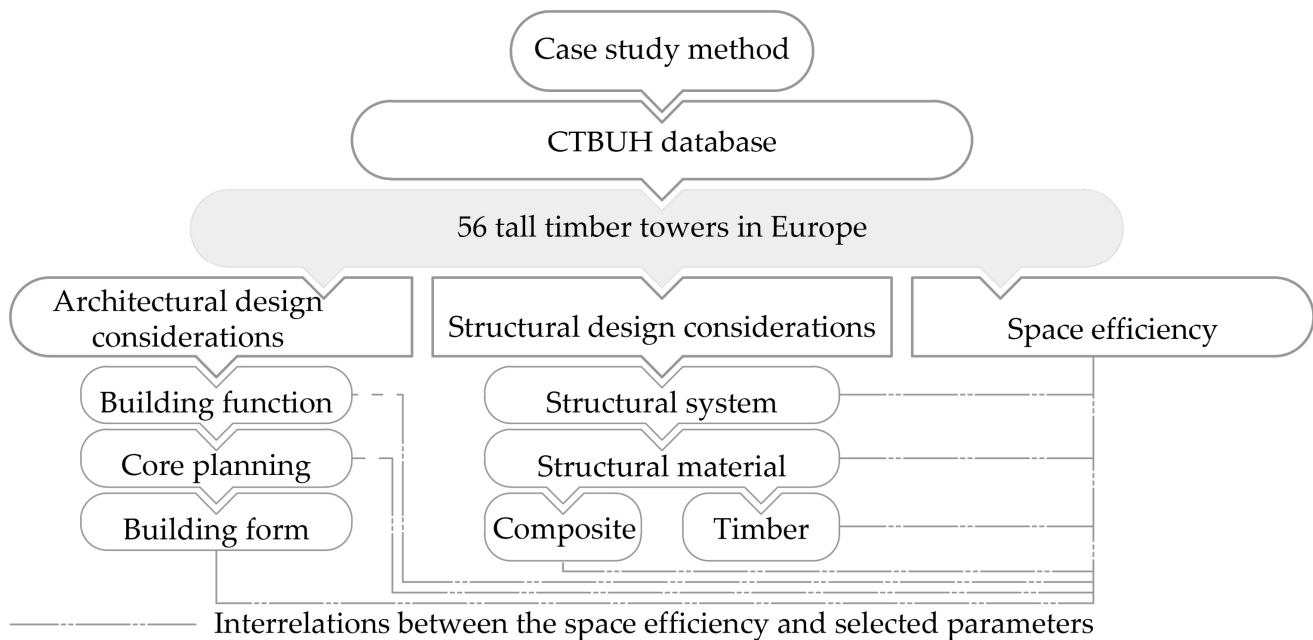 Case study method
CTBUH database
56 tall timber towers in Europe
Architectural design
considerations
Structural design considerations
Space efficiency
Building function
Structural system
Core planning
Structural material
Building form
Composite
Timber
Interrelations between the space efficiency and selected parameters